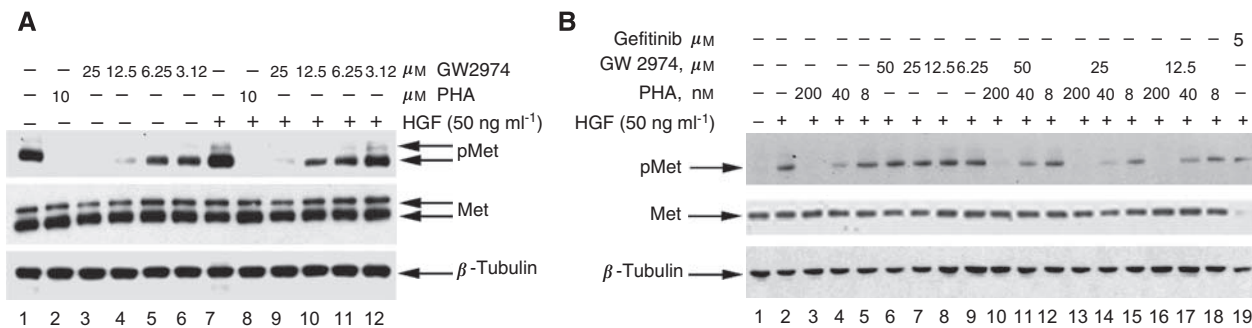 A
– – 25 12.5 6.25 3.12 – – 25 12.5 6.25 3.12 μM GW2974
– 10 – – – – – 10 – – – – μM PHA
– – – – – – + + + + + + HGF (50 ng ml⁻¹)
pMet
Met
β-Tubulin
1 2 3 4 5 6 7 8 9 10 11 12
B
Gefitinib μM – – – – – – – – – – – – – – – – – – 5
GW 2974, μM – – – – – 50 25 12.5 6.25 50 25 12.5 –
PHA, nM – – 200 40 8 – – – – 200 40 8 200 40 8 200 40 8 –
HGF (50 ng ml⁻¹) – + + + + + + + + + + + + + + + + + +
pMet
Met
β-Tubulin
1 2 3 4 5 6 7 8 9 10 11 12 13 14 15 16 17 18 19